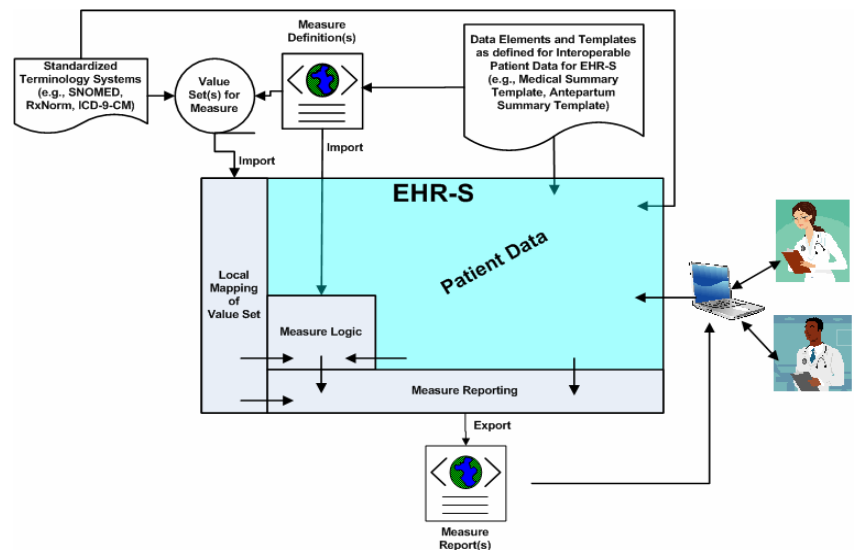 Measure
Definition(s)
Standardized
Terminology Systems
(e.g., SNOMED,
RxNorm, ICD-9-CM)
Value
Set(s) for
Measure
Data Elements and Templates
as defined for Interoperable
Patient Data for EHR-S
(e.g., Medical Summary
Template, Antepartum
Summary Template)
Import
Import
EHR-S
Patient Data
Local
Mapping
of
Value Set
Measure Logic
Measure Reporting
Export
Measure
Report(s)